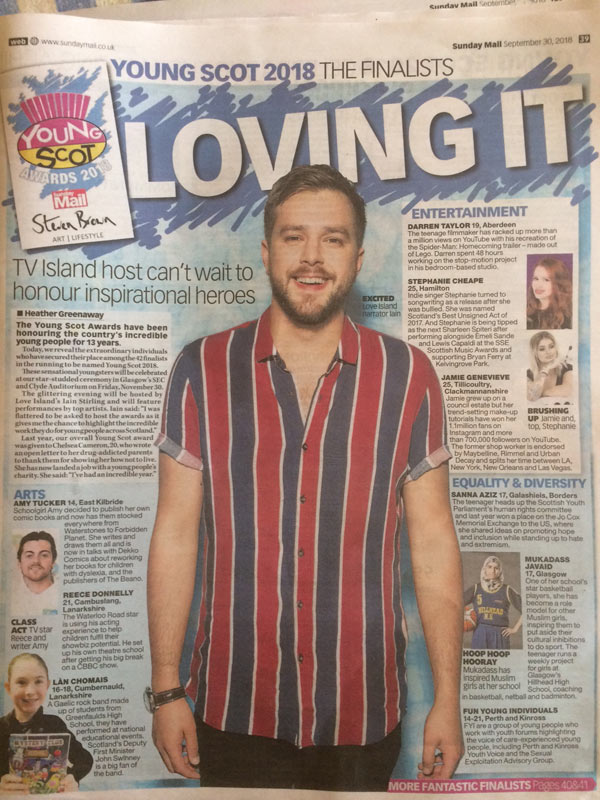 Sunday Mail September
web www.sundaymail.co.uk
Sunday Mail September 30, 2018 39
YOUNG SCOT 2018 THE FINALISTS
LOVING IT
YOUNG
SCOT
AWARDS 2018
Sunday
Mail
Steven Brown
ART | LIFESTYLE
TV Island host can't wait to
honour inspirational heroes
■ Heather Greenaway
The Young Scot Awards have been
honouring the country's incredible
young people for 13 years.
Today, we reveal the extraordinary individuals
who have secured their place among the 42 finalists
in the running to be named Young Scot 2018.
These sensational youngsters will be celebrated
at our star-studded ceremony in Glasgow's SEC
and Clyde Auditorium on Friday, November 30.
The glittering evening will be hosted by
Love Island's Iain Stirling and will feature
performances by top artists. Iain said: "I was
flattered to be asked to host the awards as it
gives me the chance to highlight the incredible
work they do for young people across Scotland."
Last year, our overall Young Scot award
was given to Chelsea Cameron, 20, who wrote
an open letter to her drug-addicted parents
to thank them for showing her how not to live.
She has now landed a job with a young people's
charity. She said: "I've had an incredible year."
EXCITED
Love Island
narrator Iain
ARTS
AMY TUCKER 14, East Kilbride
Schoolgirl Amy decided to publish her own
comic books and now has them stocked
everywhere from
Waterstones to Forbidden
Planet. She writes and
draws them all and is
now in talks with Dekko
Comics about reworking
her books for children
with dyslexia, and the
publishers of The Beano.
REECE DONNELLY
21, Cambuslang,
Lanarkshire
The Waterloo Road star
is using his acting
experience to help
children fulfil their
showbiz potential. He set
up his own theatre school
after getting his big break
on a CBBC show.
CLASS
ACT TV star
Reece and
writer Amy
LÀN CHOMAIS
16-18, Cumbernauld,
Lanarkshire
A Gaelic rock band made
up of students from
Greenfaulds High
School, they have
performed at national
educational events.
Scotland's Deputy
First Minister
John Swinney
is a big fan of
the band.
ENTERTAINMENT
DARREN TAYLOR 19, Aberdeen
The teenage filmmaker has racked up more than
a million views on YouTube with his recreation of
the Spider-Man: Homecoming trailer – made out
of Lego. Darren spent 48 hours
working on the stop-motion project
in his bedroom-based studio.
STEPHANIE CHEAPE
25, Hamilton
Indie singer Stephanie turned to
songwriting as a release after she
was bullied. She was named
Scotland's Best Unsigned Act of
2017. And Stephanie is being tipped
as the next Sharleen Spiteri after
performing alongside Emeli Sande
and Lewis Capaldi at the SSE
Scottish Music Awards and
supporting Bryan Ferry at
Kelvingrove Park.
JAMIE GENEVIEVE
25, Tillicoultry,
Clackmannanshire
Jamie grew up on a
council estate but her
trend-setting make-up
tutorials have won her
1.1million fans on
Instagram and more
than 700,000 followers on YouTube.
The former shop worker is endorsed
by Maybelline, Rimmel and Urban
Decay and splits her time between LA,
New York, New Orleans and Las Vegas.
BRUSHING
UP Jamie and,
top, Stephanie
EQUALITY & DIVERSITY
SANNA AZIZ 17, Galashiels, Borders
The teenager heads up the Scottish Youth
Parliament's human rights committee
and last year won a place on the Jo Cox
Memorial Exchange to the US, where
she shared ideas on promoting hope
and inclusion while standing up to hate
and extremism.
MUKADASS
JAVAID
17, Glasgow
One of her school's
star basketball
players, she has
become a role
model for other
Muslim girls,
inspiring them to
put aside their
cultural inhibitions
to do sport. The
teenager runs a
weekly project
for girls at
Glasgow's
Hillhead High
School, coaching
in basketball, netball and badminton.
HOOP HOOP
HOORAY
Mukadass has
inspired Muslim
girls at her school
FUN YOUNG INDIVIDUALS
14-21, Perth and Kinross
FYI are a group of young people who
work with youth forums highlighting
the voice of care-experienced young
people, including Perth and Kinross
Youth Voice and the Sexual
Exploitation Advisory Group.
MORE FANTASTIC FINALISTS Pages 40&41